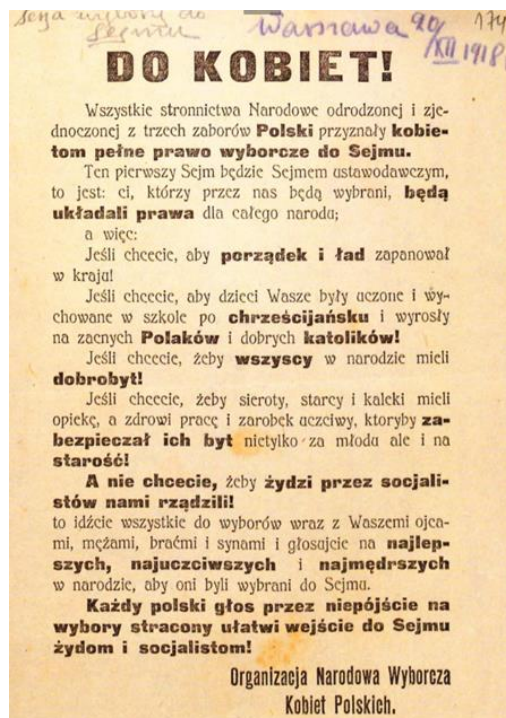 Sesja wybory do Warszawa 20/XII 1918 174
Sejmu
DO KOBIET!
Wszystkie stronnictwa Narodowe odrodzonej i zje-
dnoczonej z trzech zaborów Polski przyznały kobie-
tom pełne prawo wyborcze do Sejmu.
Ten pierwszy Sejm będzie Sejmem ustawodawczym,
to jest: ci, którzy przez nas będą wybrani, będą
układali prawa dla całego narodu;
a więc:
Jeśli chcecie, aby porządek i ład zapanował
w kraju!
Jeśli chcecie, aby dzieci Wasze były uczone i wy-
chowane w szkole po chrześcijańsku i wyrosły
na zacnych Polaków i dobrych katolików!
Jeśli chcecie, żeby wszyscy w narodzie mieli
dobrobyt!
Jeśli chcecie, żeby sieroty, starcy i kaleki mieli
opiekę, a zdrowi pracę i zarobek uczciwy, ktoryby za-
bezpieczał ich byt nietylko za młodu ale i na
starość!
A nie chcecie, żeby żydzi przez socjali-
stów nami rządzili!
to idźcie wszystkie do wyborów wraz z Waszemi ojca-
mi, mężami, braćmi i synami i głosujcie na najlep-
szych, najuczciwszych i najmędrszych
w narodzie, aby oni byli wybrani do Sejmu.
Każdy polski głos przez niepójście na
wybory stracony ułatwi wejście do Sejmu
żydom i socjalistom!
Organizacja Narodowa Wyborcza
Kobiet Polskich.